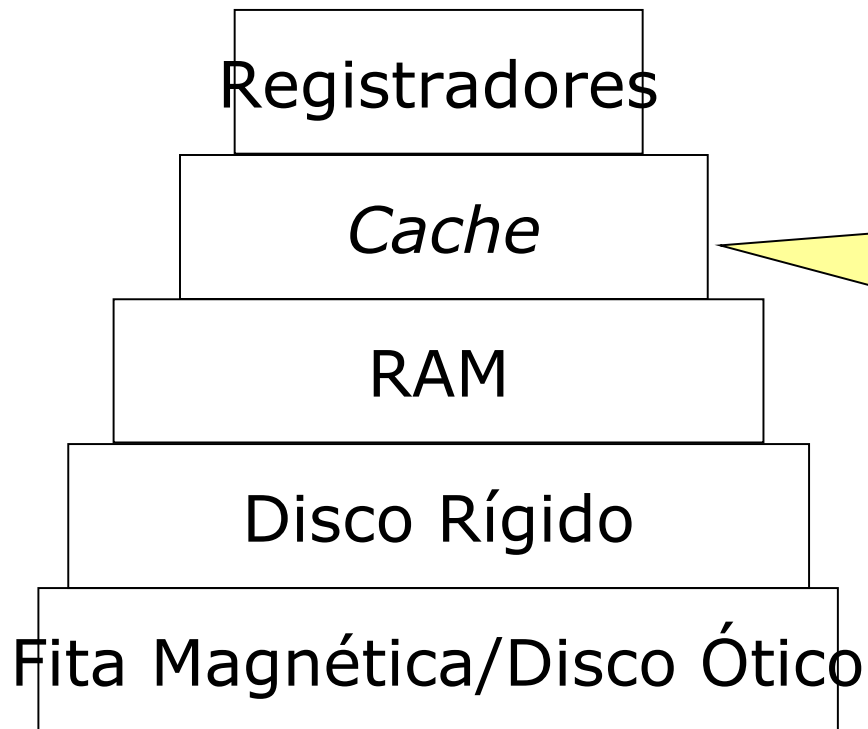 Registradores
Cache
RAM
Disco Rígido
Fita Magnética/Disco Ótico